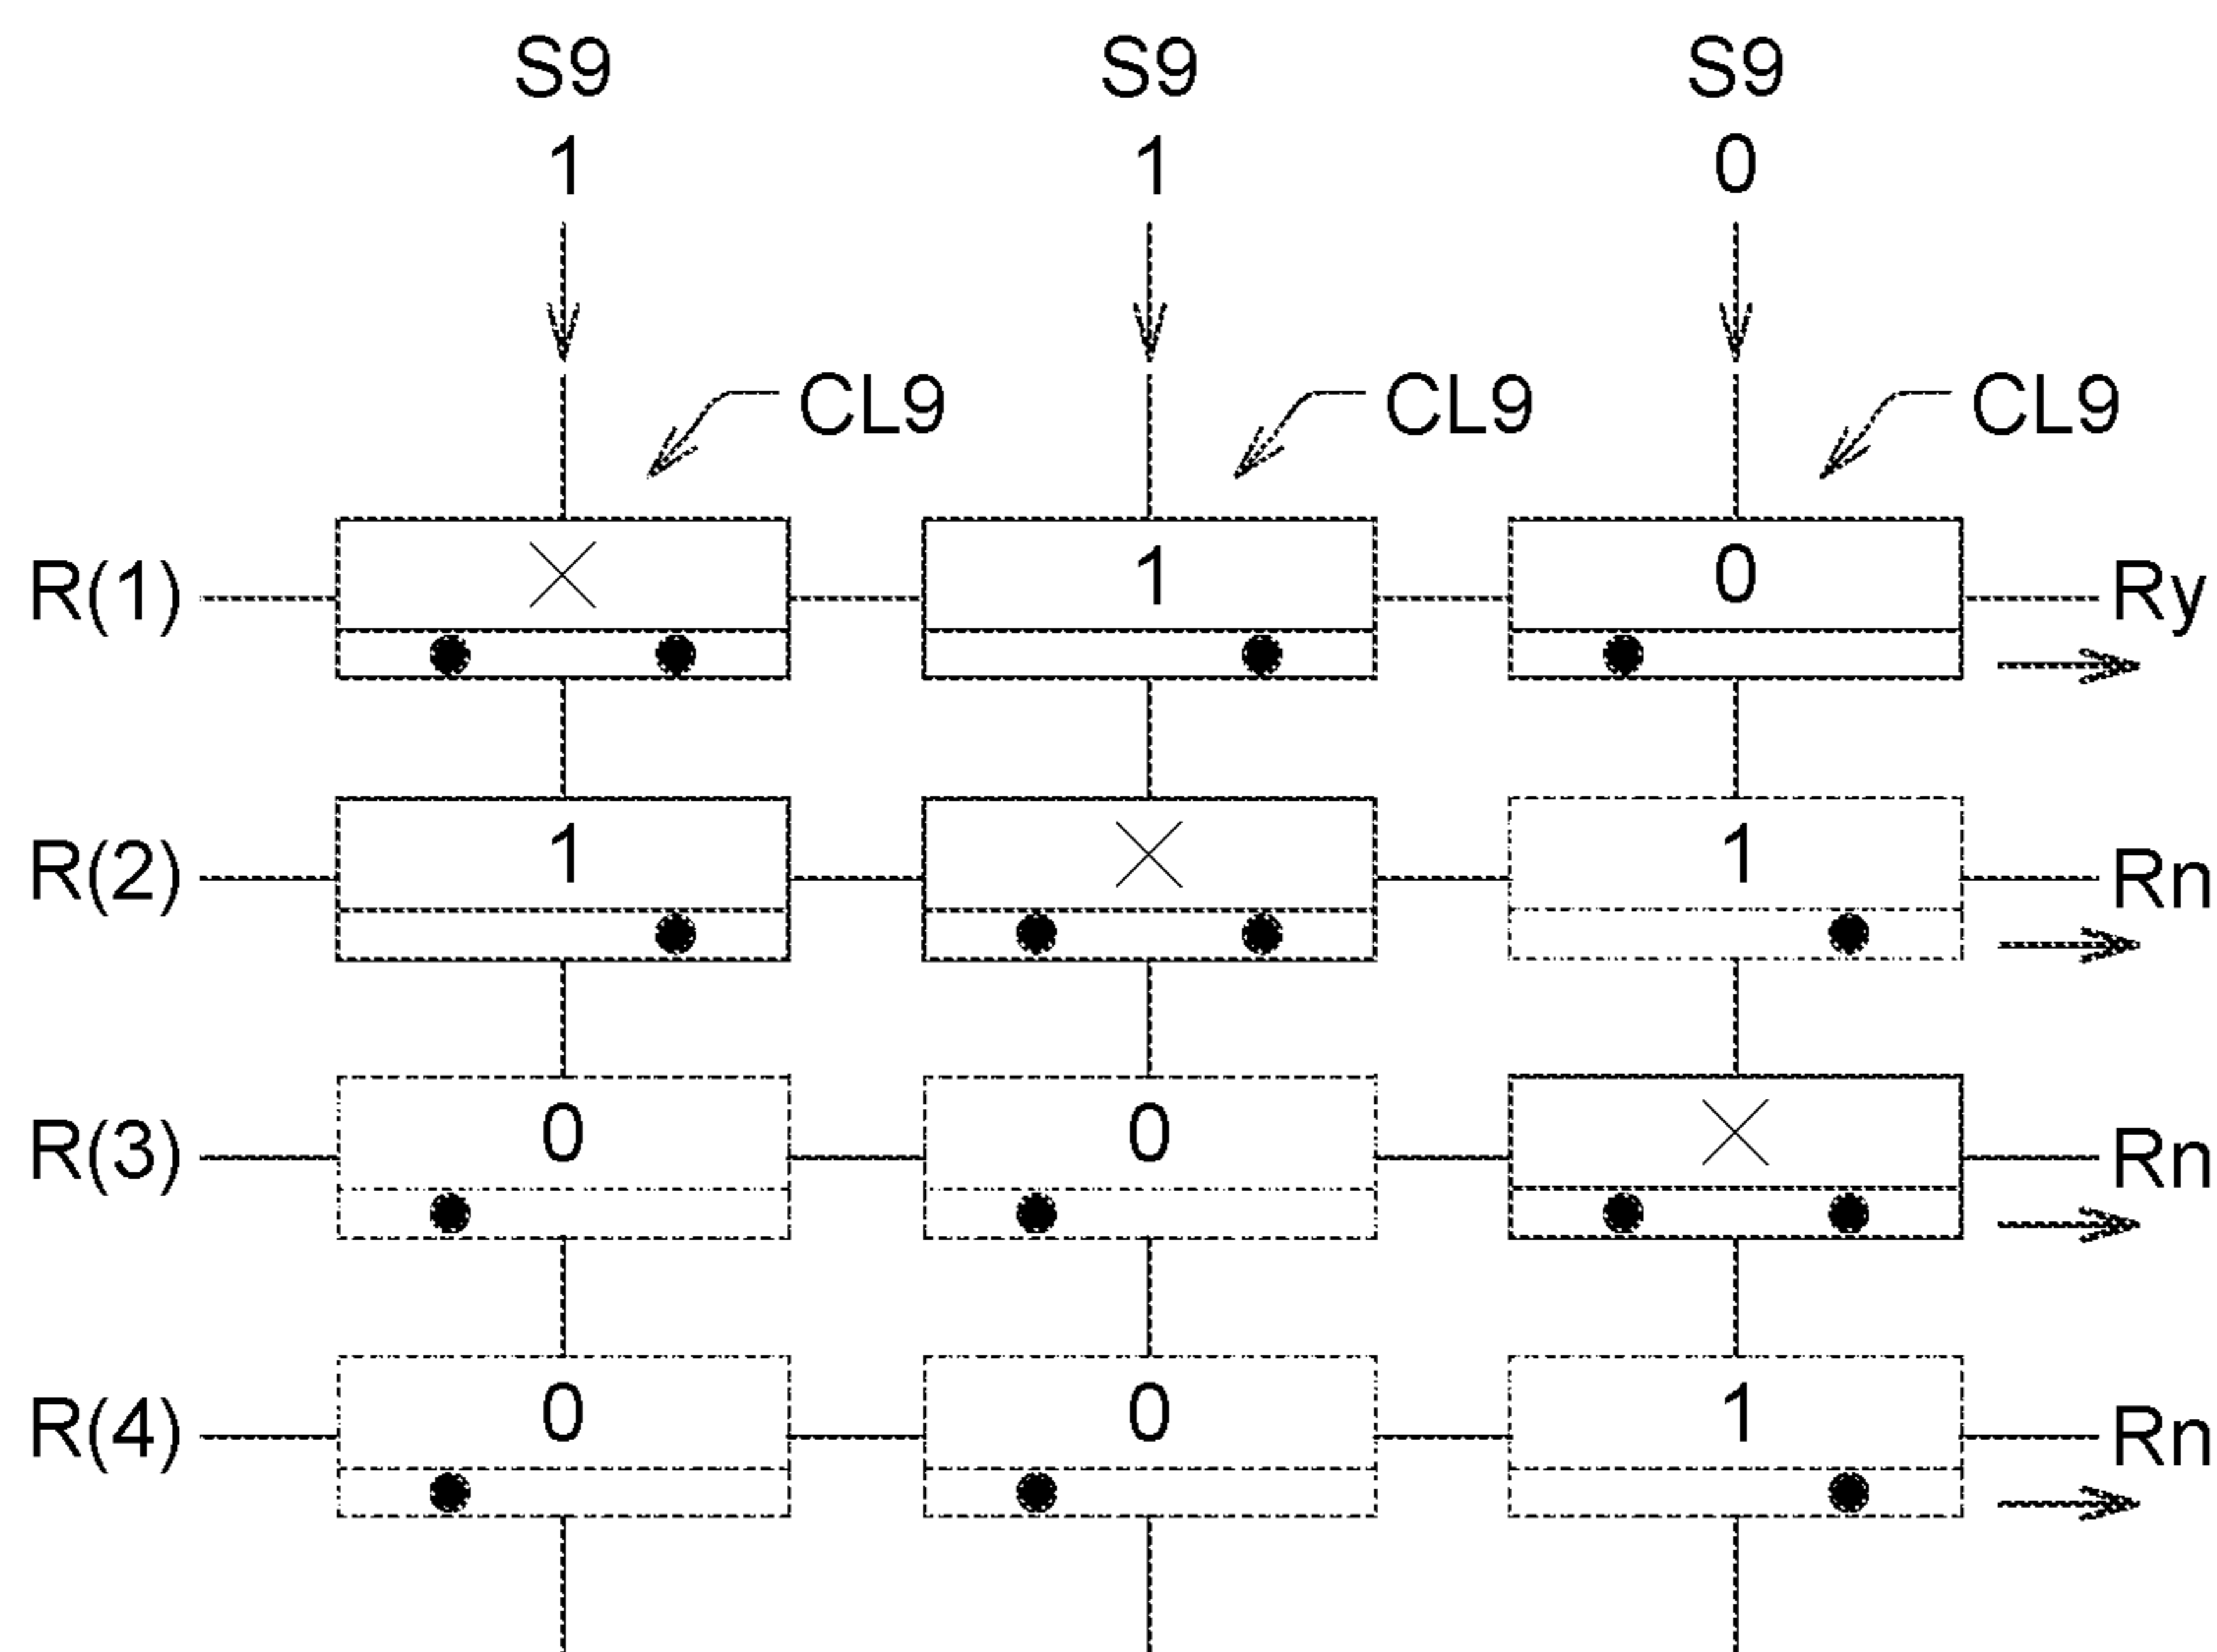 S9 S9 S9
1 1 0
CL9 CL9 CL9
R(1) × 1 0 Ry
R(2) 1 × 1 Rn
R(3) 0 0 × Rn
R(4) 0 0 1 Rn